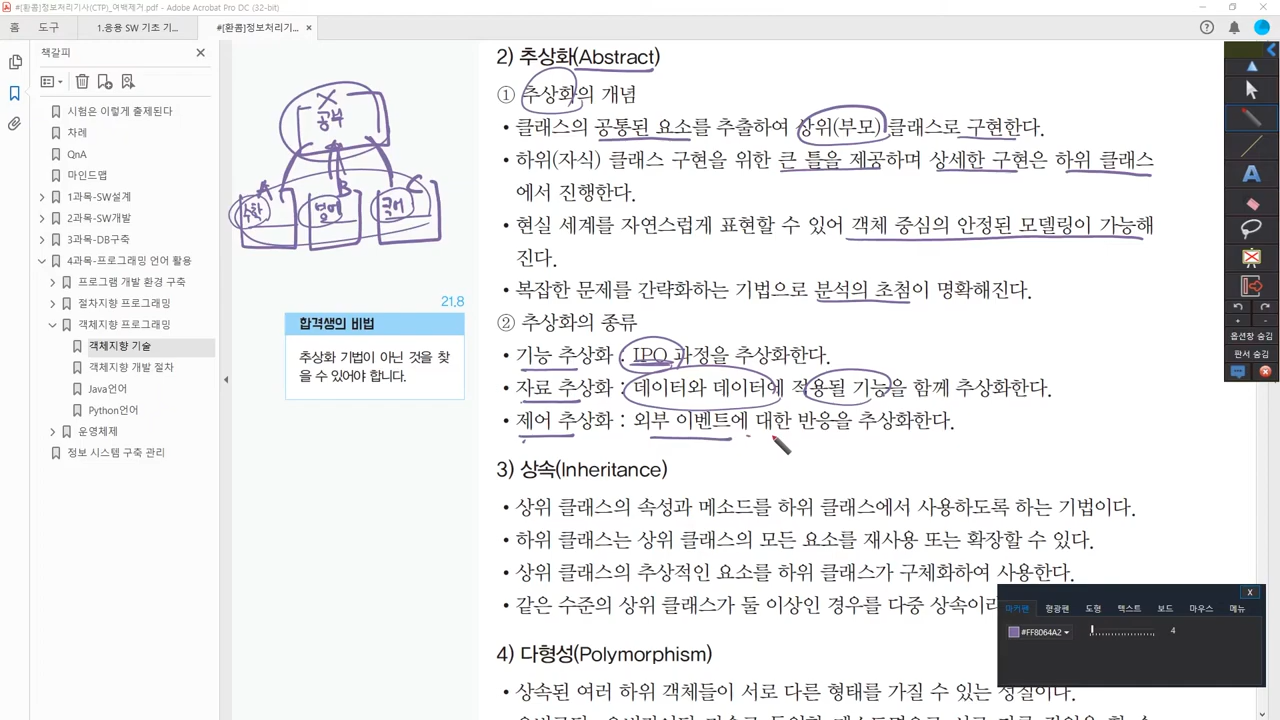 #[환콤]정보처리기사(CTP)_여백제거.pdf - Adobe Acrobat Pro DC (32-bit)
홈 도구 1.응용 SW 기초 기... #[환콤]정보처리기... ×
책갈피 ×
시험은 이렇게 출제된다
차례
QnA
마인드맵
1과목-SW설계
2과목-SW개발
3과목-DB구축
4과목-프로그래밍 언어 활용
프로그램 개발 환경 구축
절차지향 프로그래밍
객체지향 프로그래밍
객체지향 기술
객체지향 개발 절차
Java언어
Python언어
운영체제
정보 시스템 구축 관리
X
공부
A B C
수학 영어 국어
21,8
합격생의 비법
추상화 기법이 아닌 것을 찾
을 수 있어야 합니다.
2) 추상화(Abstract)
① 추상화의 개념
• 클래스의 공통된 요소를 추출하여 상위(부모) 클래스로 구현한다.
• 하위(자식) 클래스 구현을 위한 큰 틀을 제공하며 상세한 구현은 하위 클래스
에서 진행한다.
• 현실 세계를 자연스럽게 표현할 수 있어 객체 중심의 안정된 모델링이 가능해
진다.
• 복잡한 문제를 간략화하는 기법으로 분석의 초점이 명확해진다.
② 추상화의 종류
• 기능 추상화 : IPO 과정을 추상화한다.
• 자료 추상화 : 데이터와 데이터에 적용될 기능을 함께 추상화한다.
• 제어 추상화 : 외부 이벤트에 대한 반응을 추상화한다.
3) 상속(Inheritance)
• 상위 클래스의 속성과 메소드를 하위 클래스에서 사용하도록 하는 기법이다.
• 하위 클래스는 상위 클래스의 모든 요소를 재사용 또는 확장할 수 있다.
• 상위 클래스의 추상적인 요소를 하위 클래스가 구체화하여 사용한다.
• 같은 수준의 상위 클래스가 둘 이상인 경우를 다중 상속이라
4) 다형성(Polymorphism)
• 상속된 여러 하위 객체들이 서로 다른 형태를 가질 수 있는 성질이다.
A
옵션창 숨김
판서 숨김
X
마커펜 형광펜 도형 텍스트 보드 마우스 메뉴
#FF8064A2 4